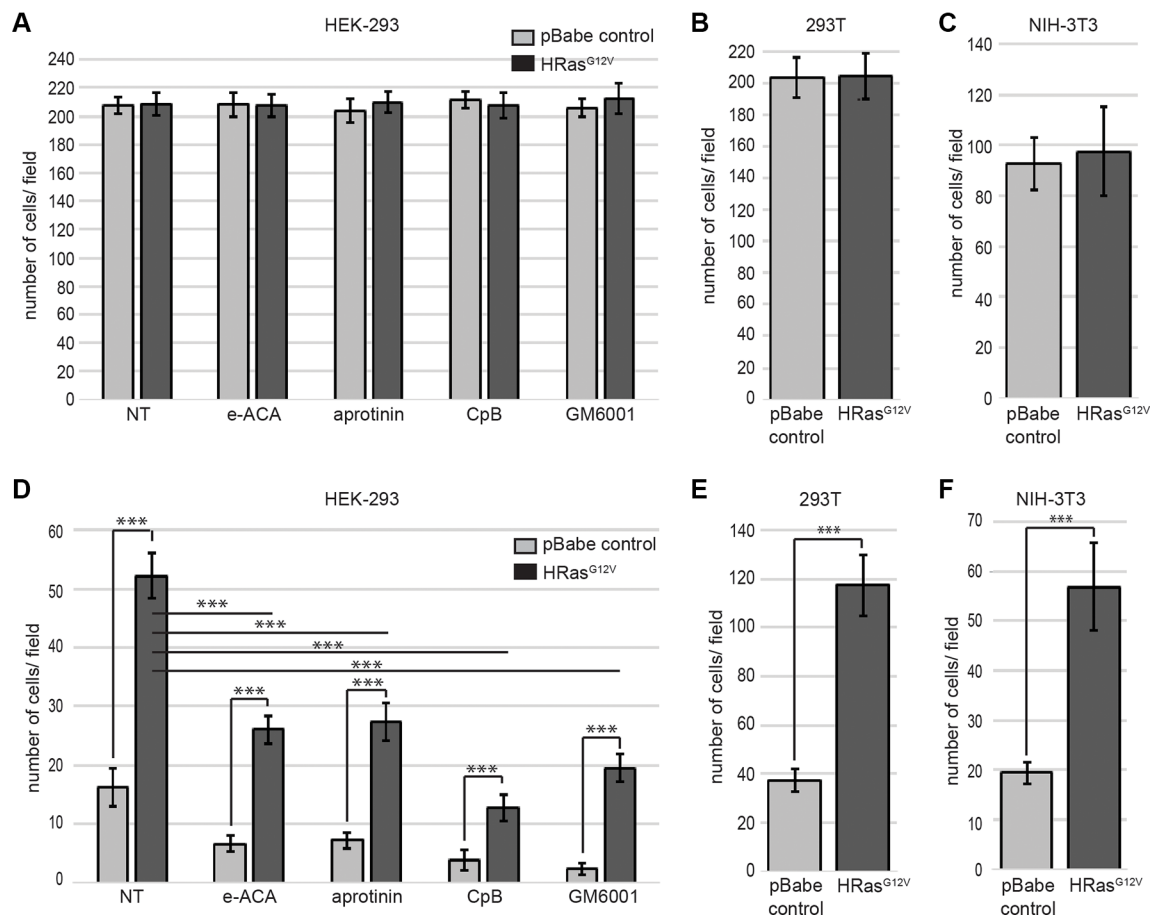 A
HEK-293
pBabe control
HRasG12V
number of cells/ field
240
220
200
180
160
140
120
100
80
60
40
20
0
NT
e-ACA
aprotinin
CpB
GM6001
B
293T
number of cells/ field
220
200
180
160
140
120
100
80
60
40
20
0
pBabe
control
HRasG12V
C
NIH-3T3
number of cells/ field
140
120
100
80
60
40
20
0
pBabe
control
HRasG12V
D
HEK-293
pBabe control
HRasG12V
number of cells/ field
60
50
40
30
20
10
0
***
***
***
***
***
***
***
***
***
NT
e-ACA
aprotinin
CpB
GM6001
E
293T
number of cells/ field
140
120
100
80
60
40
20
0
***
pBabe
control
HRasG12V
F
NIH-3T3
number of cells/ field
70
60
50
40
30
20
10
0
***
pBabe
control
HRasG12V